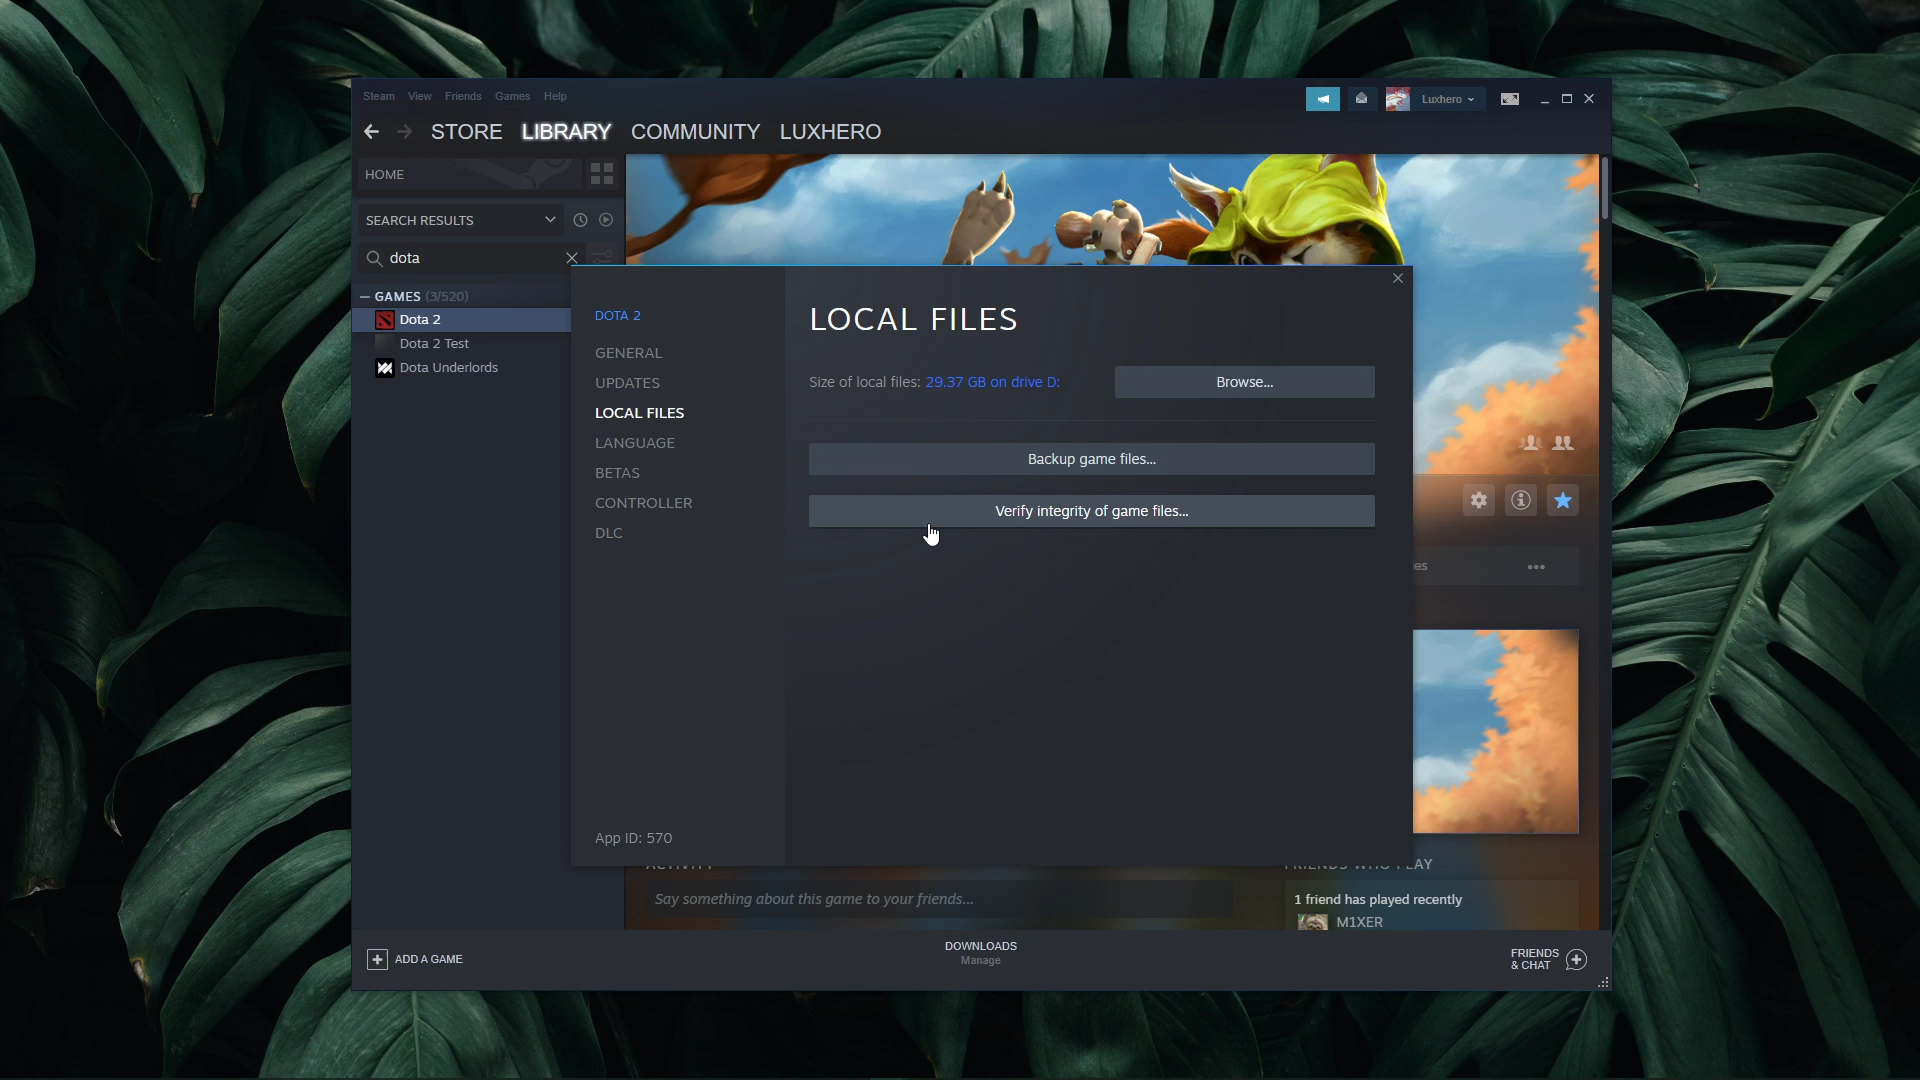 Steam View Friends Games Help
Luxhero
STORE LIBRARY COMMUNITY LUXHERO
HOME
SEARCH RESULTS
dota
GAMES (3/520)
Dota 2
Dota 2 Test
Dota Underlords
DOTA 2
GENERAL
UPDATES
LOCAL FILES
LANGUAGE
BETAS
CONTROLLER
DLC
App ID: 570
LOCAL FILES
Size of local files: 29.37 GB on drive D:
Browse...
Backup game files...
Verify integrity of game files...
ACTIVITY
Say something about this game to your friends...
FRIENDS WHO PLAY
1 friend has played recently
M1XER
ADD A GAME
DOWNLOADS
Manage
FRIENDS
& CHAT